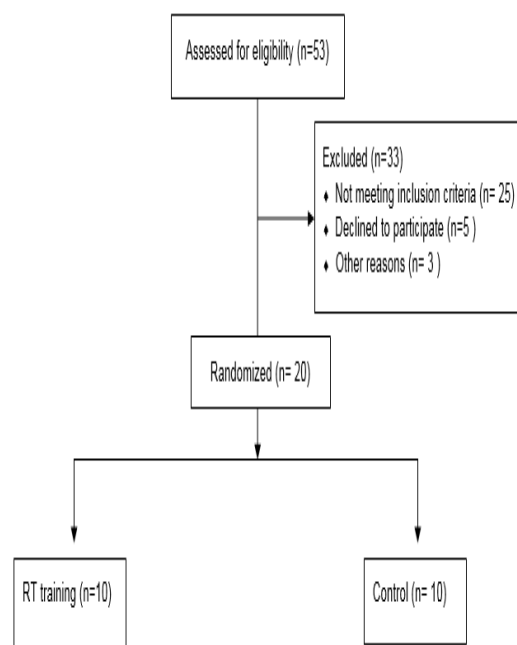 Assessed for eligibility (n=53)
Excluded (n=33)
♦ Not meeting inclusion criteria (n= 25)
♦ Declined to participate (n=5 )
♦ Other reasons (n= 3 )
Randomized (n= 20)
RT training (n=10)
Control (n= 10)